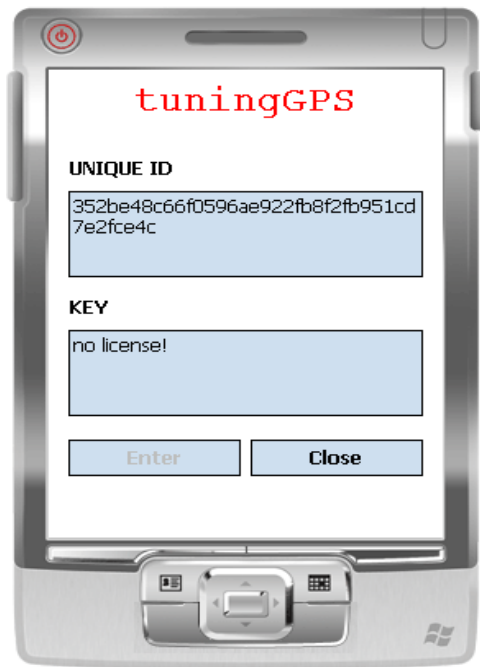 tuningGPS
UNIQUE ID
352be48c66f0596ae922fb8f2fb951cd
7e2fce4c
KEY
no license!
Enter
Close